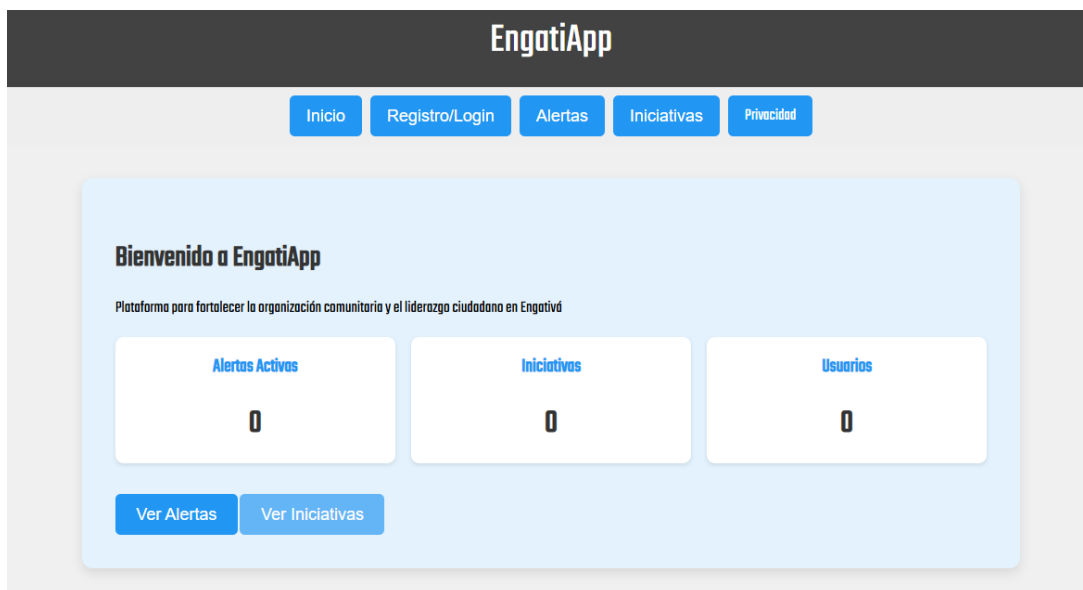 EngatiApp
Inicio Registro/Login Alertas Iniciativas Privacidad
Bienvenido a EngatiApp
Plataforma para fortalecer la organización comunitaria y el liderazgo ciudadano en Engativá
Alertas Activas Iniciativas Usuarios
0 0 0
Ver Alertas Ver Iniciativas